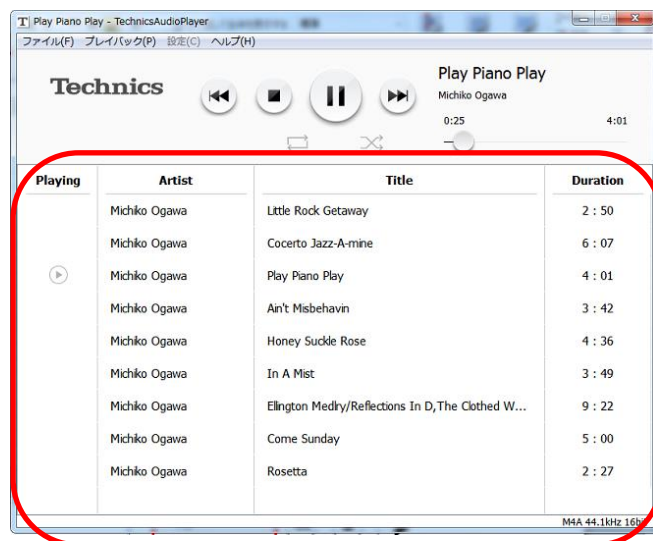 T Play Piano Play - TechnicsAudioPlayer
ファイル(F) プレイバック(P) 設定(C) ヘルプ(H)
Technics
Play Piano Play
Michiko Ogawa
0:25 4:01
Playing Artist Title Duration
Michiko Ogawa Little Rock Getaway 2 : 50
Michiko Ogawa Cocerto Jazz-A-mine 6 : 07
Michiko Ogawa Play Piano Play 4 : 01
Michiko Ogawa Ain't Misbehavin 3 : 42
Michiko Ogawa Honey Suckle Rose 4 : 36
Michiko Ogawa In A Mist 3 : 49
Michiko Ogawa Ellington Medlry/Reflections In D,The Clothed W... 9 : 22
Michiko Ogawa Come Sunday 5 : 00
Michiko Ogawa Rosetta 2 : 27
M4A 44.1kHz 16bit